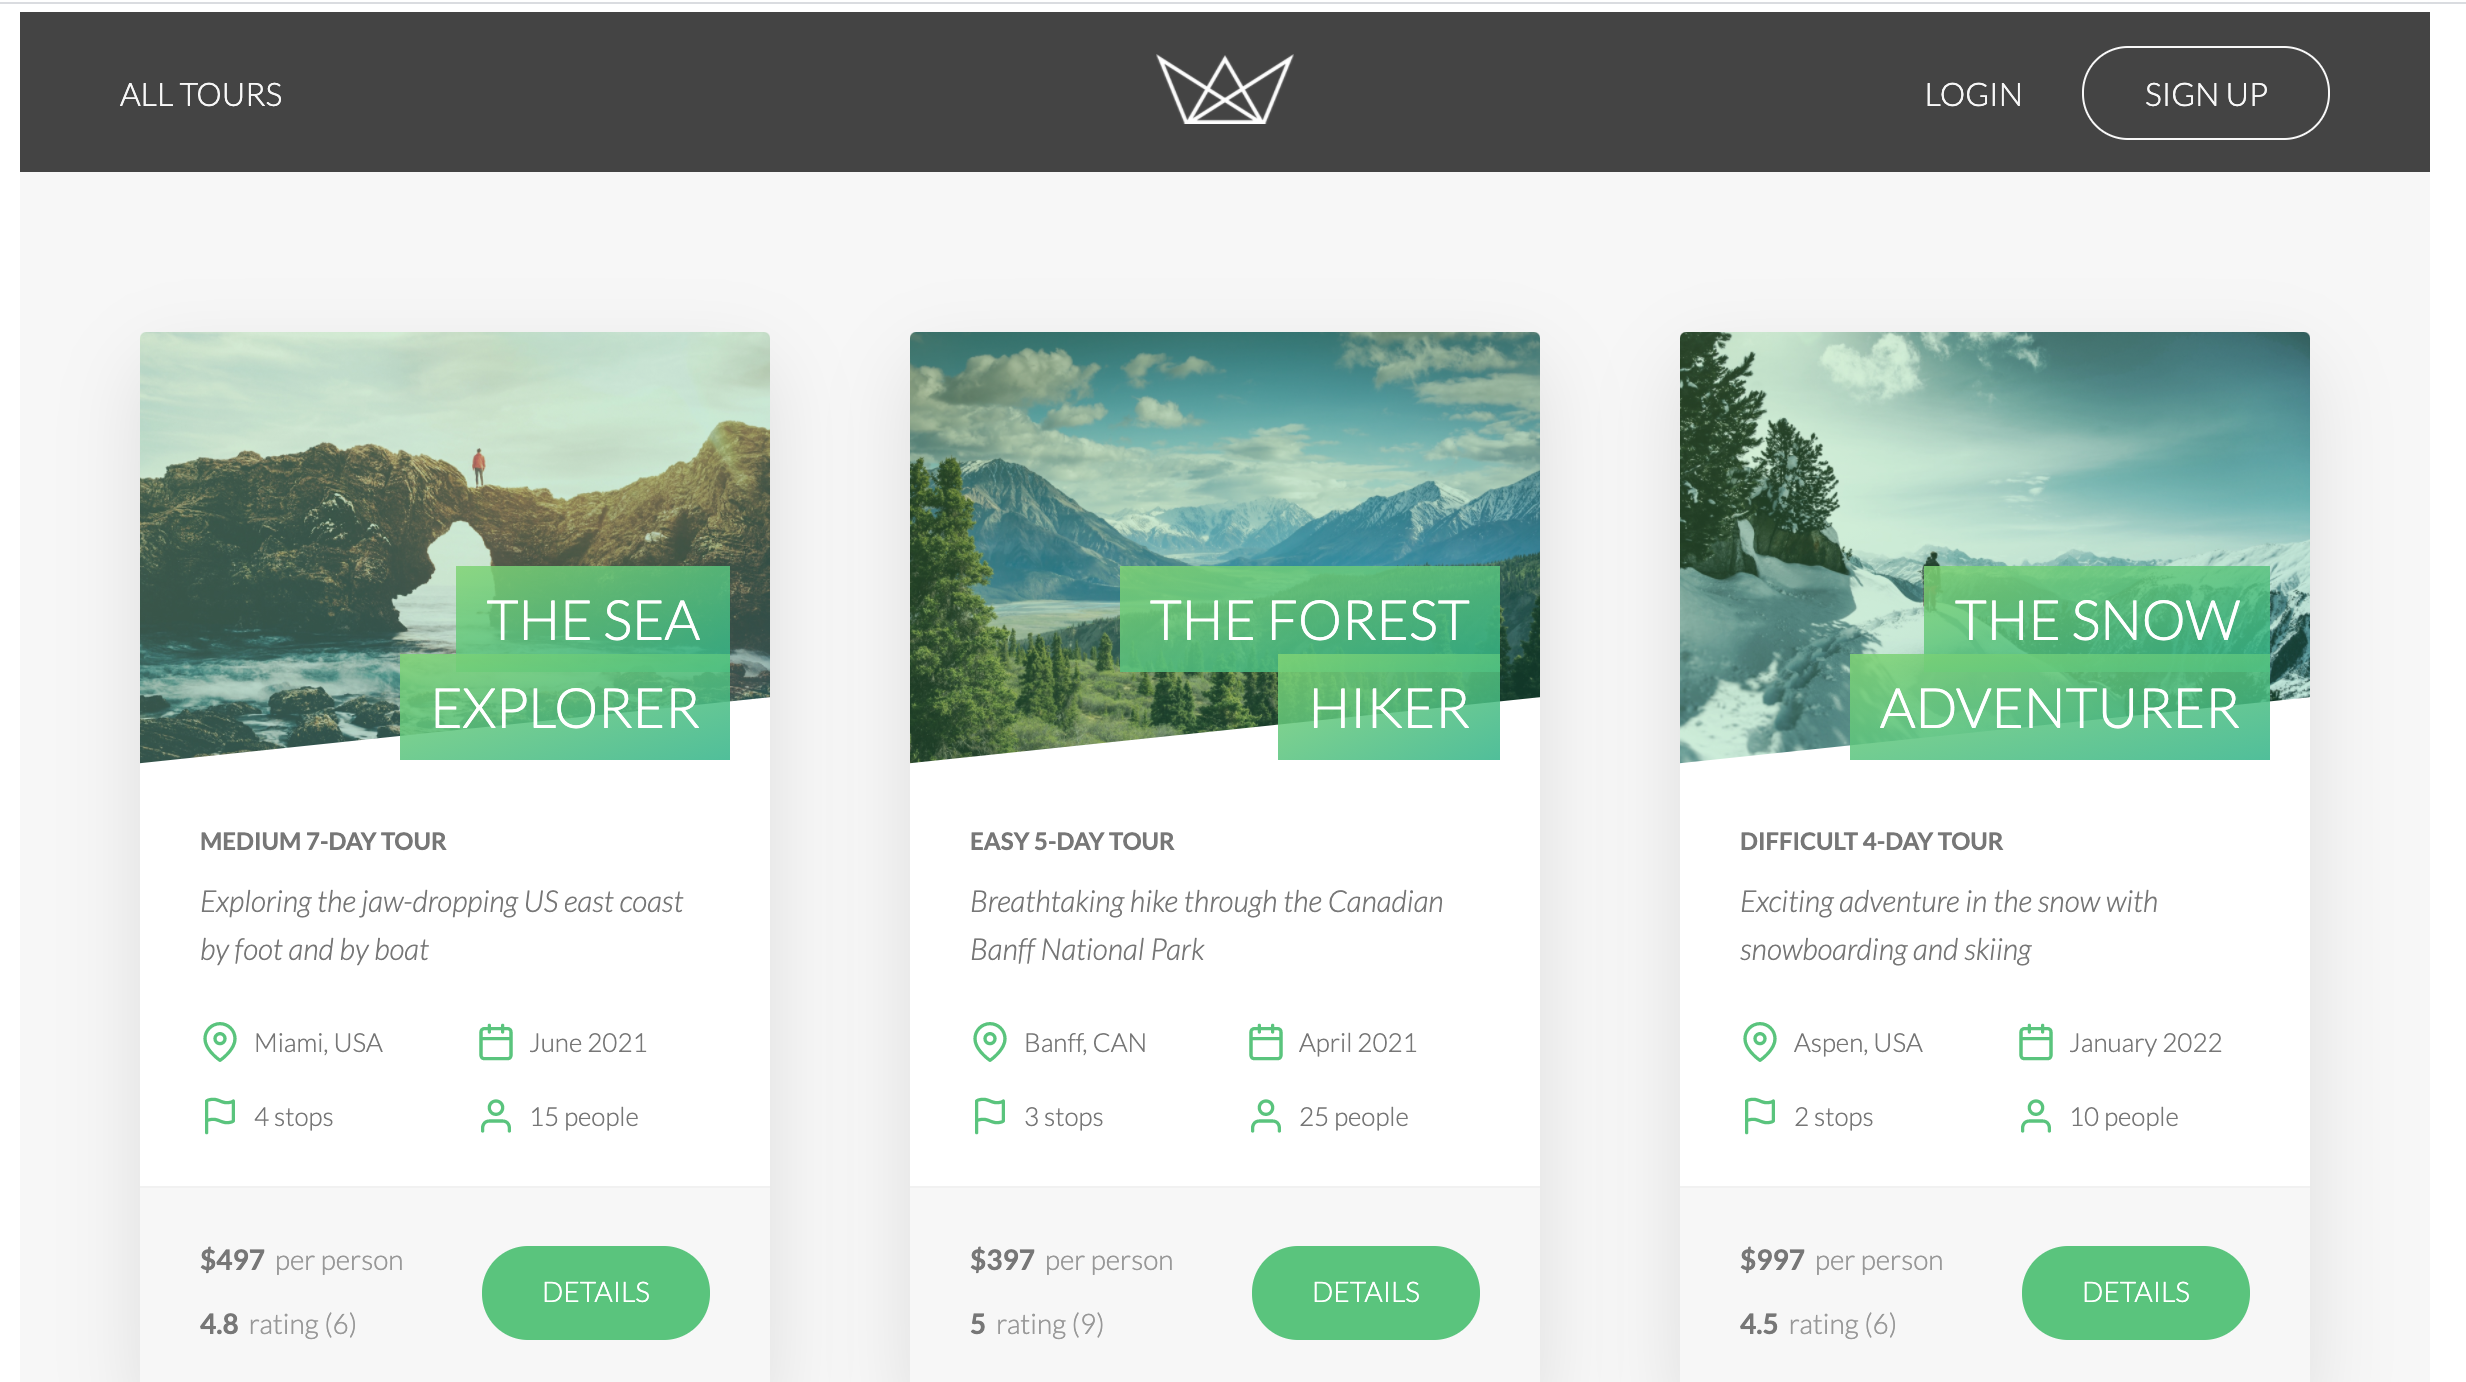 ALL TOURS
LOGIN
SIGN UP
THE SEA
EXPLORER
MEDIUM 7-DAY TOUR
Exploring the jaw-dropping US east coast
by foot and by boat
Miami, USA
June 2021
4 stops
15 people
$497 per person
4.8 rating (6)
DETAILS
THE FOREST
HIKER
EASY 5-DAY TOUR
Breathtaking hike through the Canadian
Banff National Park
Banff, CAN
April 2021
3 stops
25 people
$397 per person
5 rating (9)
DETAILS
THE SNOW
ADVENTURER
DIFFICULT 4-DAY TOUR
Exciting adventure in the snow with
snowboarding and skiing
Aspen, USA
January 2022
2 stops
10 people
$997 per person
4.5 rating (6)
DETAILS